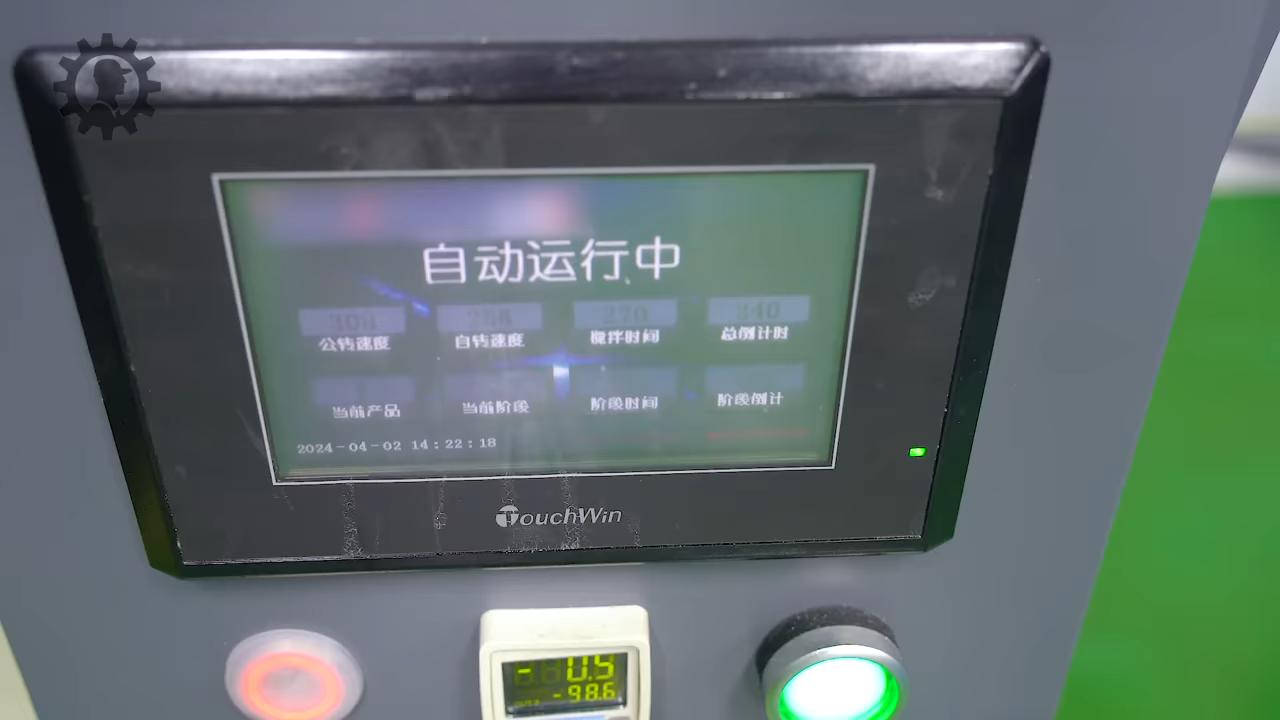 自动运行中
270 240
公转速度 自转速度 搅拌时间 总倒计时
当前产品 当前阶段 阶段时间 阶段倒计
2024-04-02 14:22:18
TouchWin
-0.5
-98.6